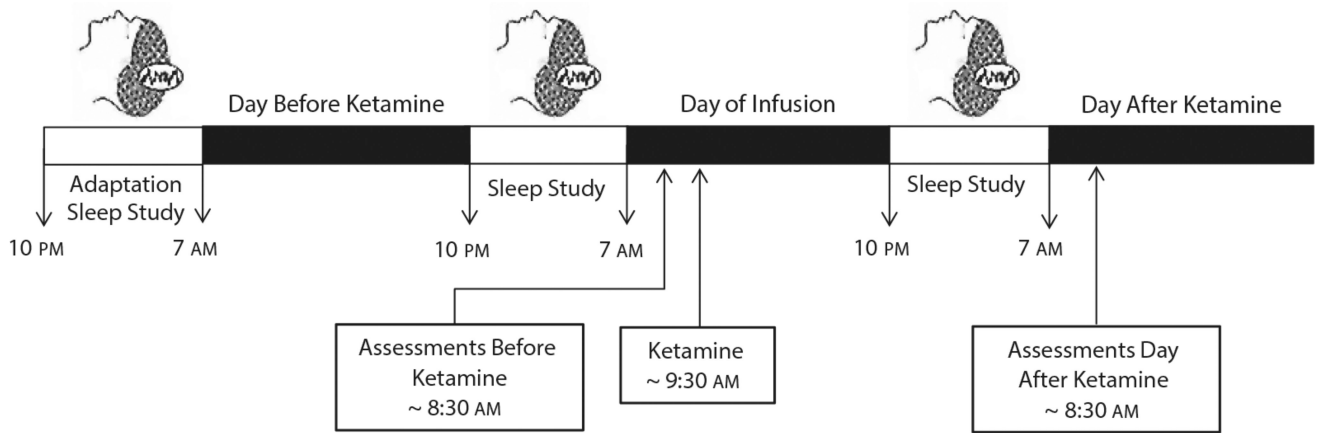 Day Before Ketamine
Day of Infusion
Day After Ketamine
Adaptation
Sleep Study
Sleep Study
Sleep Study
10 PM
7 AM
10 PM
7 AM
10 PM
7 AM
Assessments Before
Ketamine
~ 8:30 AM
Ketamine
~ 9:30 AM
Assessments Day
After Ketamine
~ 8:30 AM